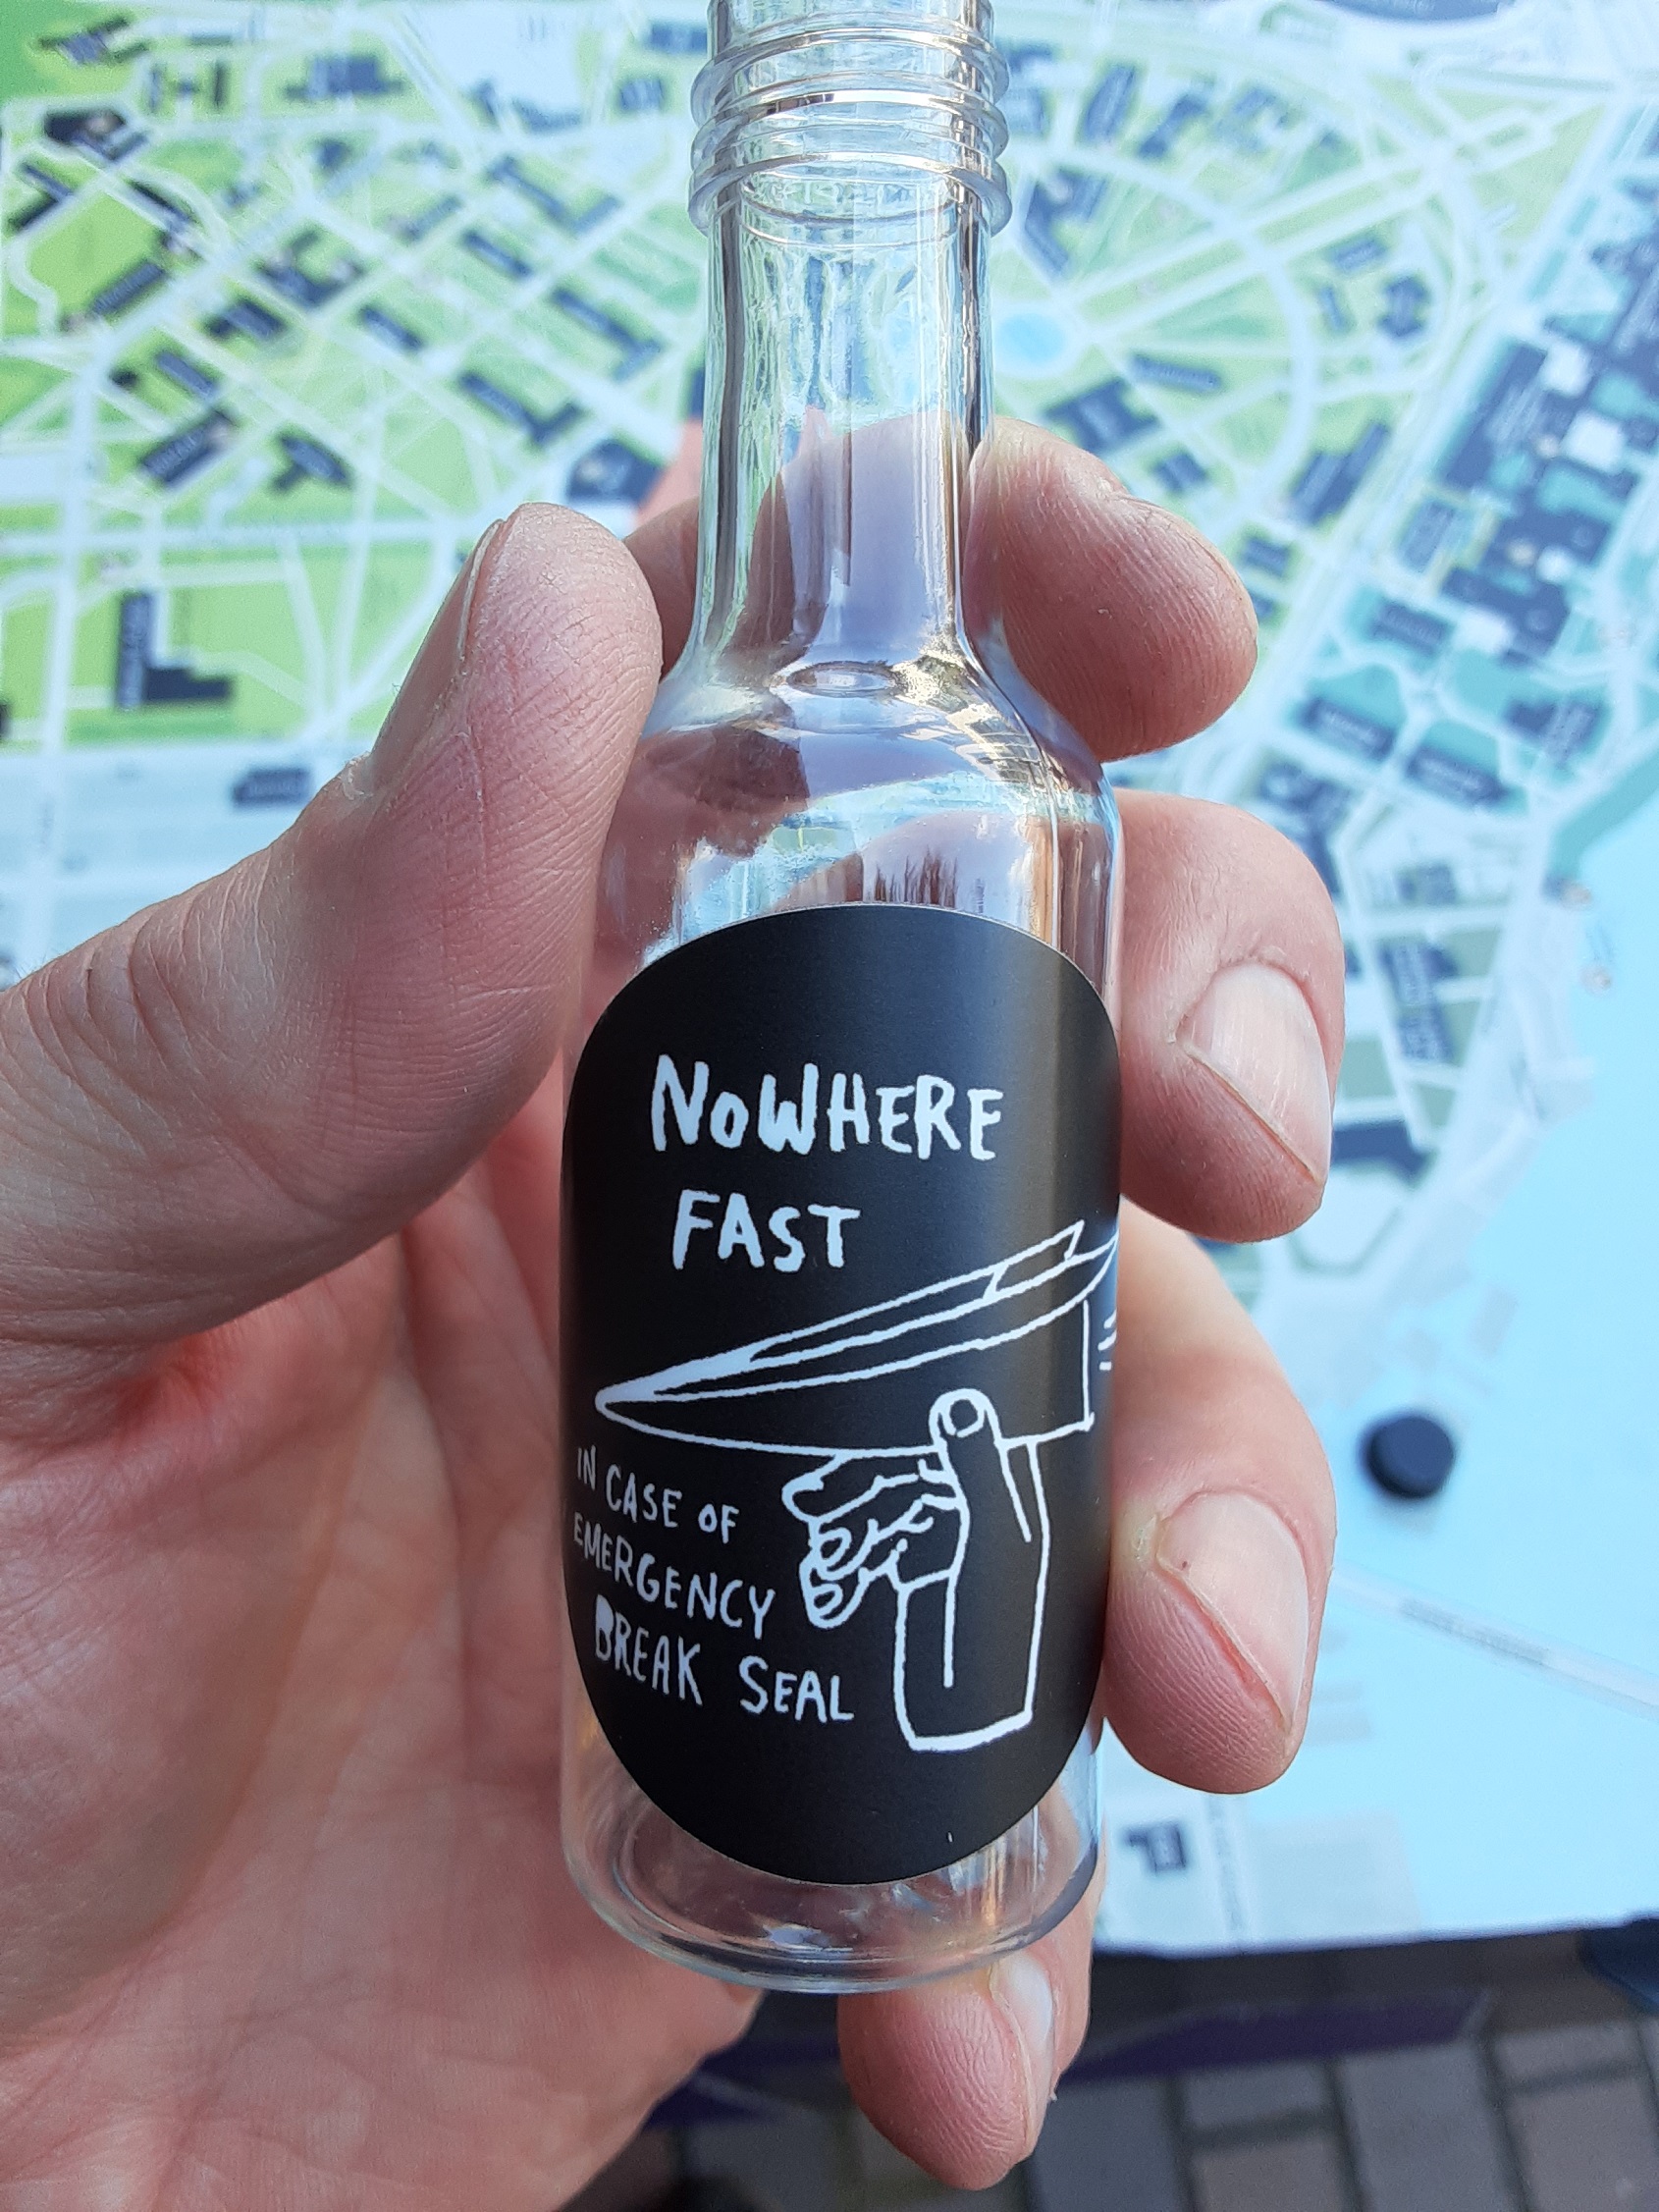 NOWHERE
FAST
IN CASE OF
EMERGENCY
BREAK SEAL